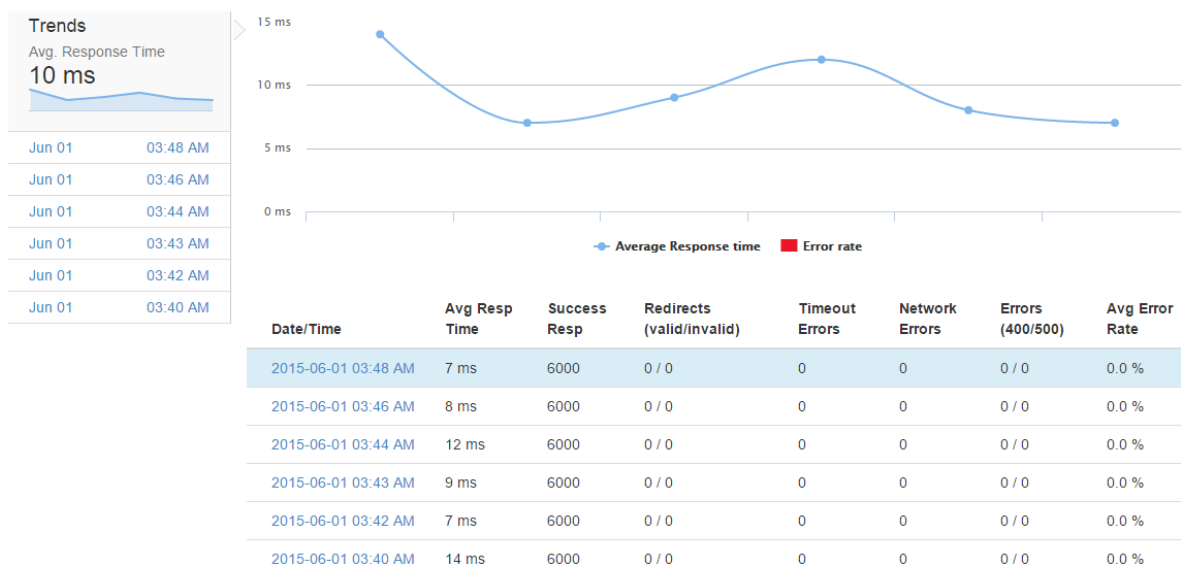 Trends
Avg. Response Time
10 ms
Jun 01 03:48 AM
Jun 01 03:46 AM
Jun 01 03:44 AM
Jun 01 03:43 AM
Jun 01 03:42 AM
Jun 01 03:40 AM
15 ms
10 ms
5 ms
0 ms
Average Response time Error rate
Date/Time Avg Resp Time Success Resp Redirects (valid/invalid) Timeout Errors Network Errors Errors (400/500) Avg Error Rate
2015-06-01 03:48 AM 7 ms 6000 0 / 0 0 0 0 / 0 0.0 %
2015-06-01 03:46 AM 8 ms 6000 0 / 0 0 0 0 / 0 0.0 %
2015-06-01 03:44 AM 12 ms 6000 0 / 0 0 0 0 / 0 0.0 %
2015-06-01 03:43 AM 9 ms 6000 0 / 0 0 0 0 / 0 0.0 %
2015-06-01 03:42 AM 7 ms 6000 0 / 0 0 0 0 / 0 0.0 %
2015-06-01 03:40 AM 14 ms 6000 0 / 0 0 0 0 / 0 0.0 %